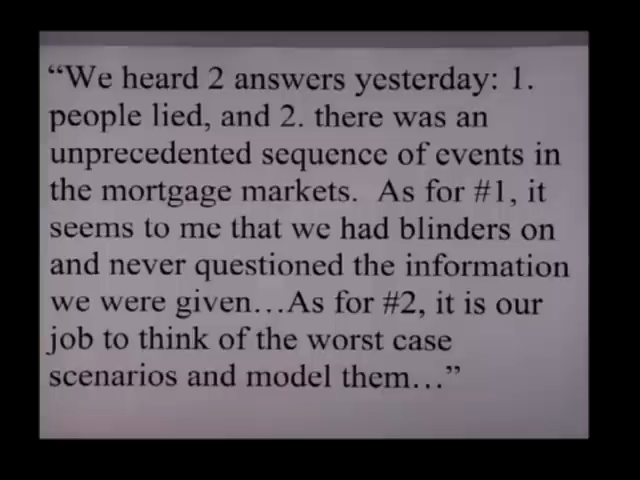 “We heard 2 answers yesterday: 1.
people lied, and 2. there was an
unprecedented sequence of events in
the mortgage markets.  As for #1, it
seems to me that we had blinders on
and never questioned the information
we were given…As for #2, it is our
job to think of the worst case
scenarios and model them…”